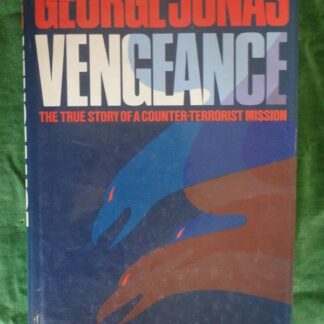 GEORGE JONAS
VENGEANCE
THE TRUE STORY OF A COUNTER-TERRORIST MISSION